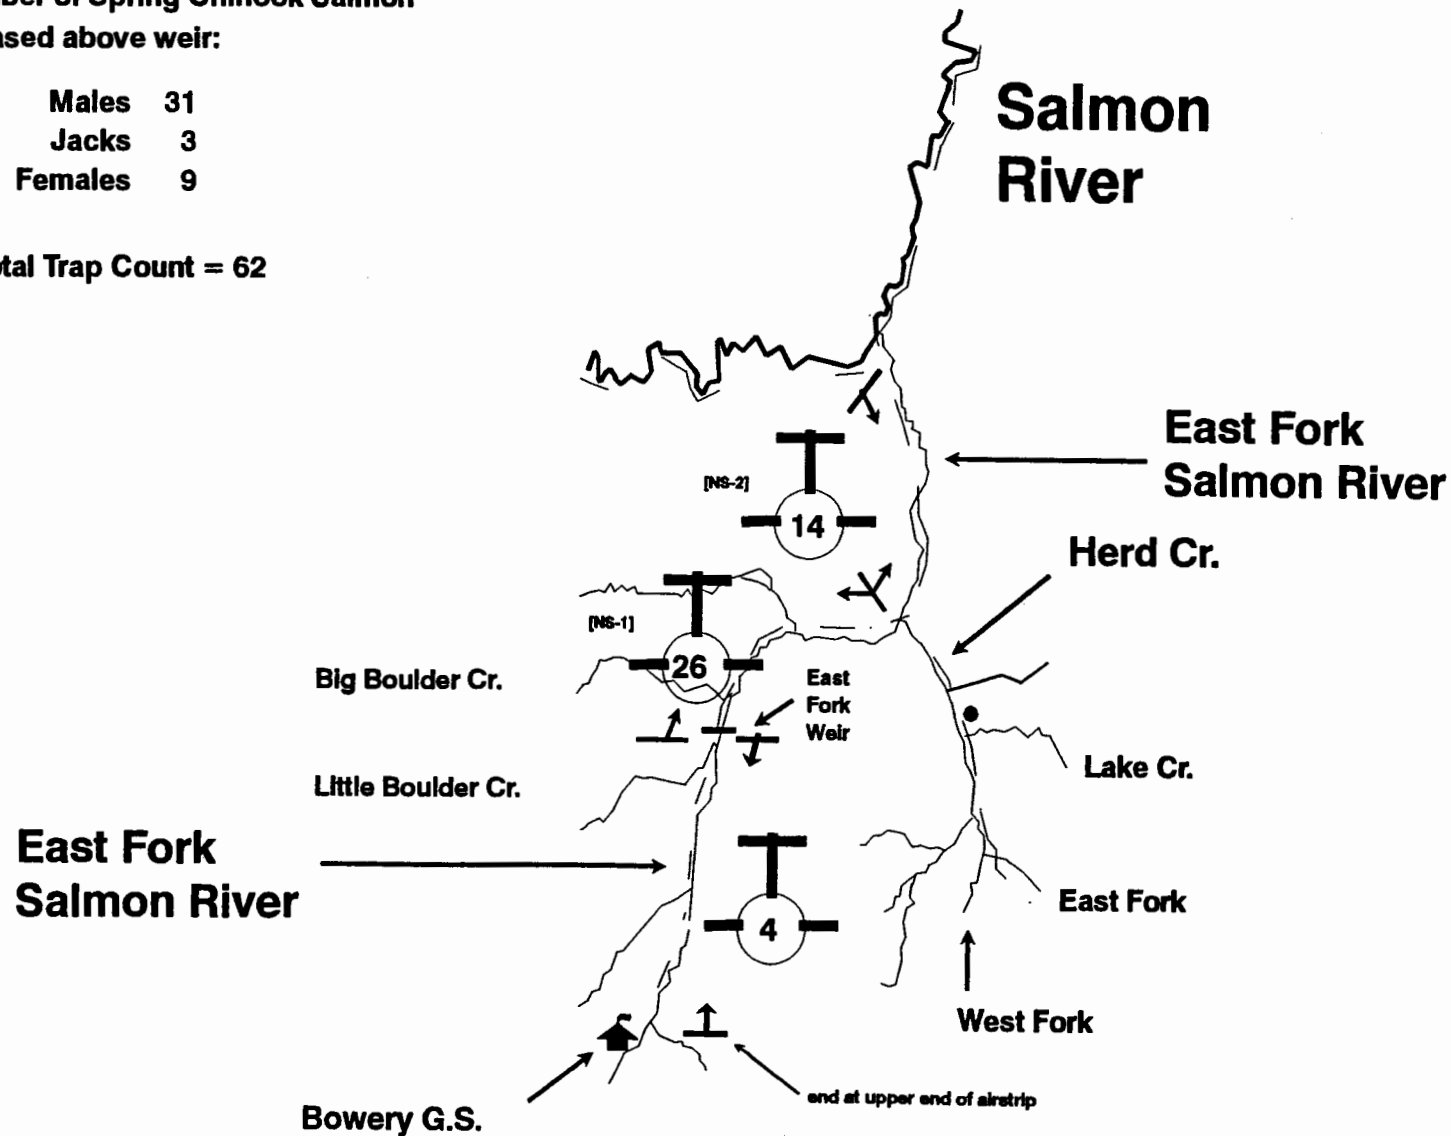 ased above weir:
Males 31
Jacks 3
Females 9
tal Trap Count = 62
Salmon
River
East Fork
Salmon River
[NS-2]
14
Herd Cr.
[NS-1]
26
Big Boulder Cr.
East
Fork
Weir
Lake Cr.
Little Boulder Cr.
East Fork
Salmon River
4
East Fork
West Fork
end at upper end of airstrip
Bowery G.S.